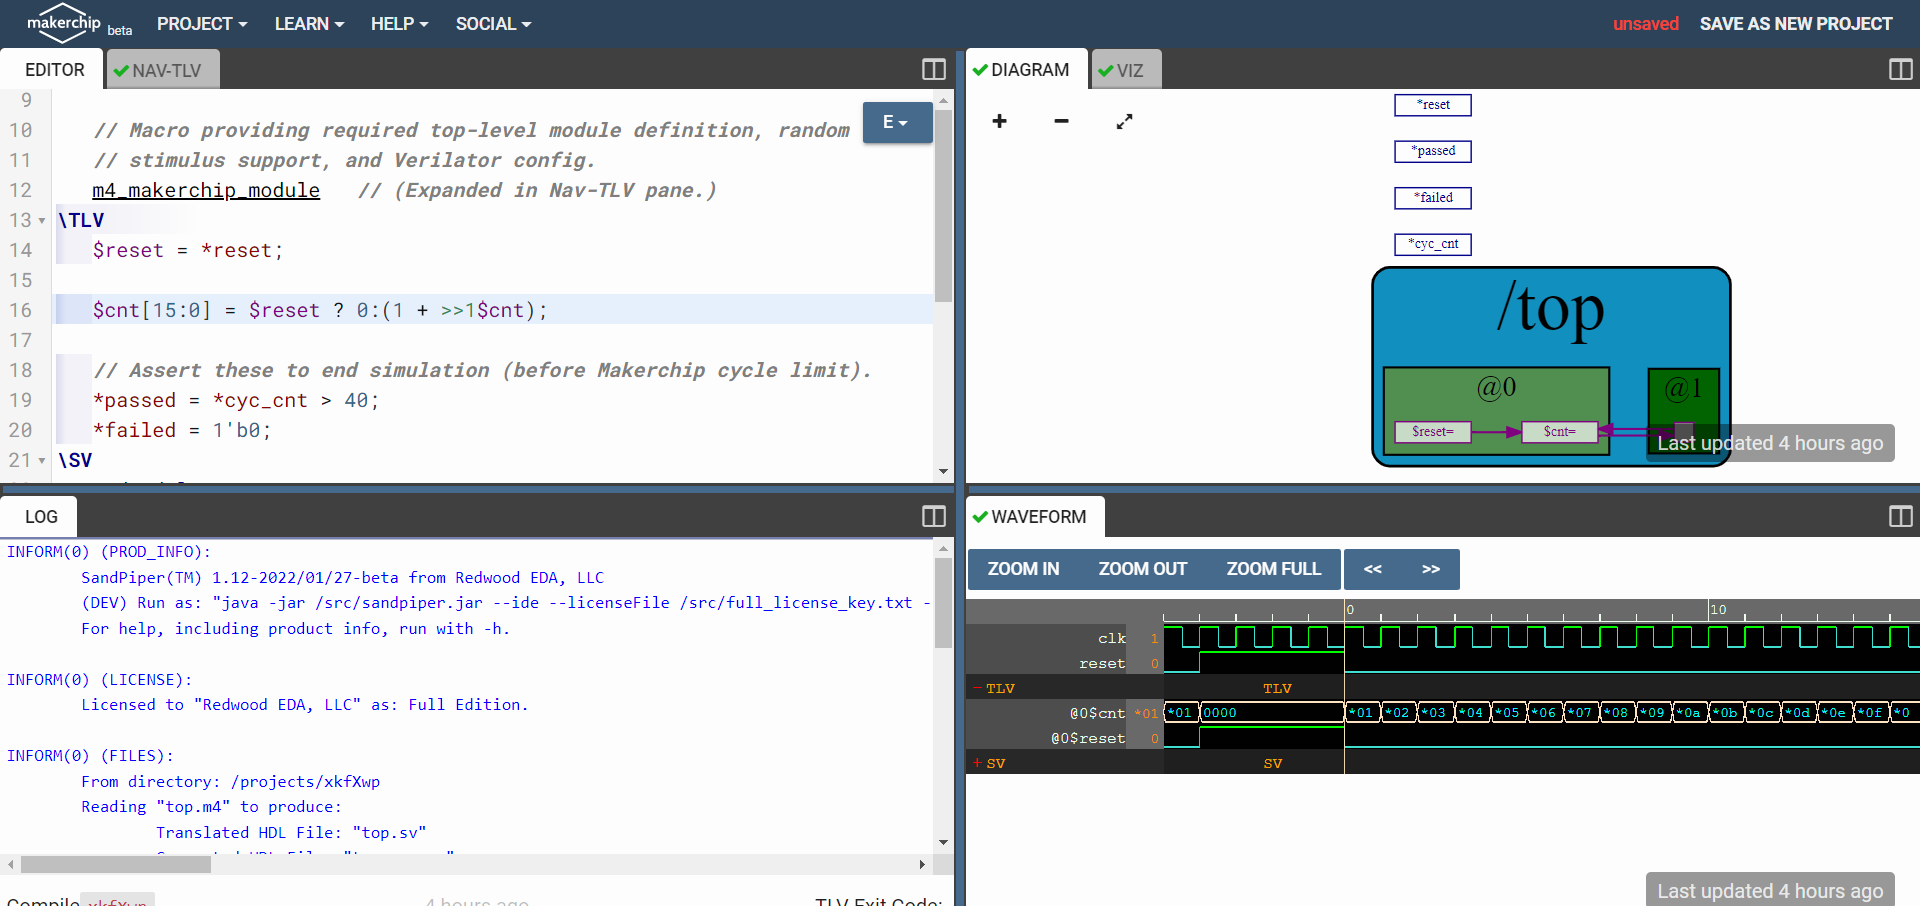 makerchip beta PROJECT LEARN HELP SOCIAL unsaved SAVE AS NEW PROJECT
EDITOR NAV-TLV
E
9
10 // Macro providing required top-level module definition, random
11 // stimulus support, and Verilator config.
12 m4_makerchip_module // (Expanded in Nav-TLV pane.)
13 \TLV
14 $reset = *reset;
15
16 $cnt[15:0] = $reset ? 0:(1 + >>1$cnt);
17
18 // Assert these to end simulation (before Makerchip cycle limit).
19 *passed = *cyc_cnt > 40;
20 *failed = 1'b0;
21 \SV
DIAGRAM VIZ
*reset
*passed
*failed
*cyc_cnt
/top
@0 @1
$reset= $cnt=
Last updated 4 hours ago
LOG
INFORM(0) (PROD_INFO):
SandPiper(TM) 1.12-2022/01/27-beta from Redwood EDA, LLC
(DEV) Run as: "java -jar /src/sandpiper.jar --ide --licenseFile /src/full_license_key.txt -
For help, including product info, run with -h.
INFORM(0) (LICENSE):
Licensed to "Redwood EDA, LLC" as: Full Edition.
INFORM(0) (FILES):
From directory: /projects/xkfXwp
Reading "top.m4" to produce:
Translated HDL File: "top.sv"
Compile xkfXwp 4 hours ago TLV Exit Code:
WAVEFORM
ZOOM IN ZOOM OUT ZOOM FULL << >>
0 10
clk 1
reset 0
- TLV TLV
@0$cnt *01 *01 0000 *01 *02 *03 *04 *05 *06 *07 *08 *09 *0a *0b *0c *0d *0e *0f *0
@0$reset 0
+ SV SV
Last updated 4 hours ago